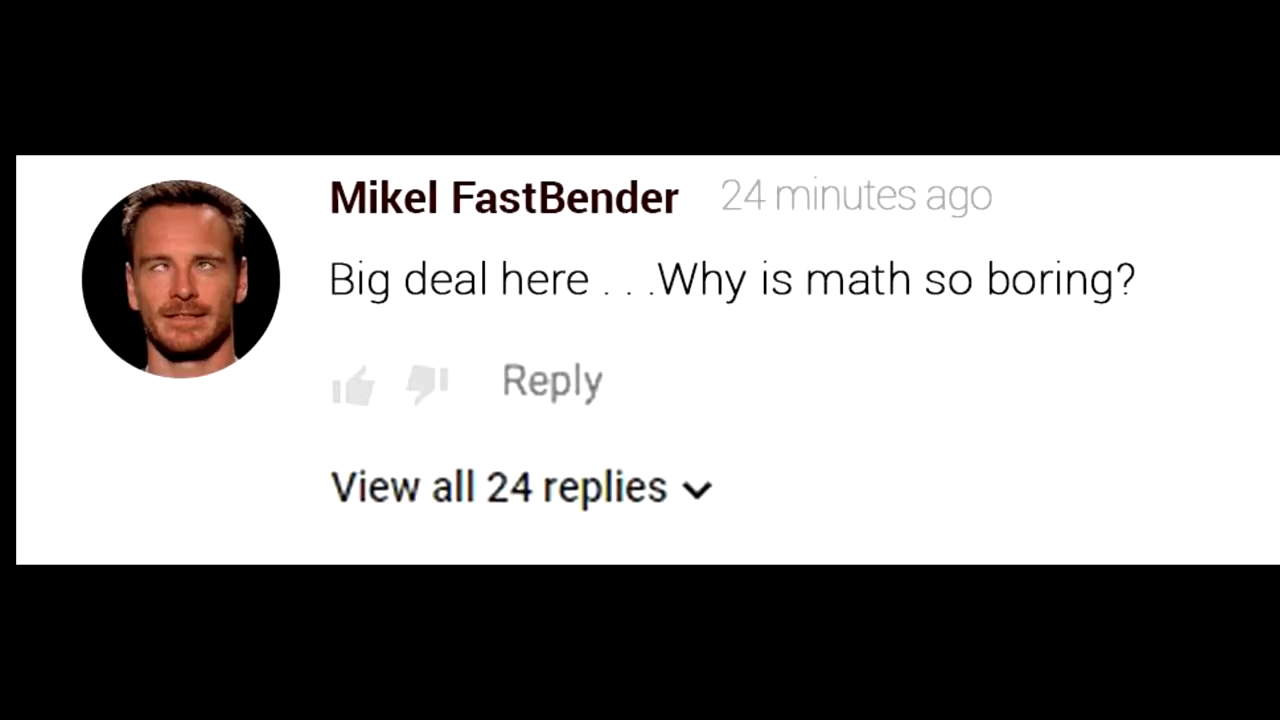 Mikel FastBender 24 minutes ago
Big deal here . . .Why is math so boring?
Reply
View all 24 replies